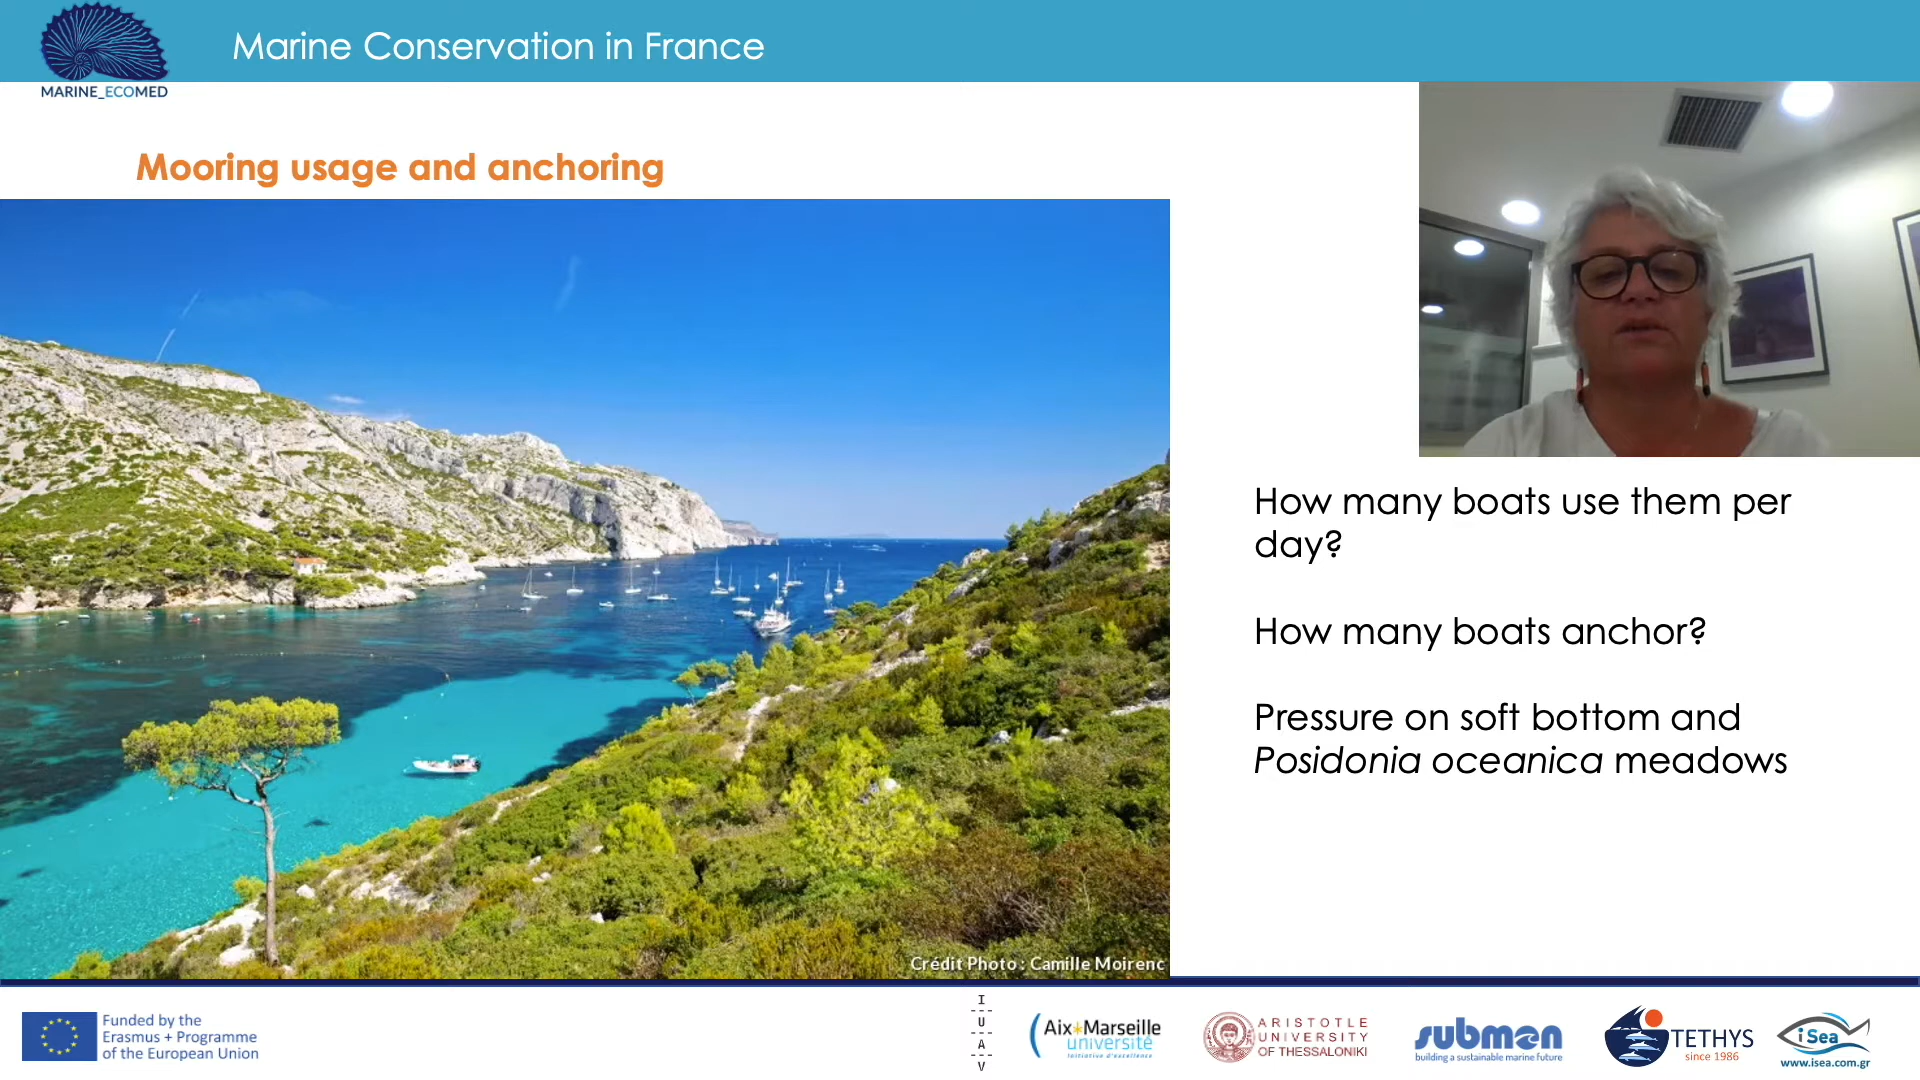 Marine Conservation in France
MARINE_ECOMED
Mooring usage and anchoring
How many boats use them per
day?
How many boats anchor?
Pressure on soft bottom and
Posidonia oceanica meadows
Crédit Photo : Camille Moirenc
Funded by the
Erasmus + Programme
of the European Union
I
U
A
V
Aix*Marseille
université
Initiative d'excellence
ARISTOTLE
UNIVERSITY
OF THESSALONIKI
submon
building a sustainable marine future
TETHYS
since 1986
iSea
www.isea.com.gr